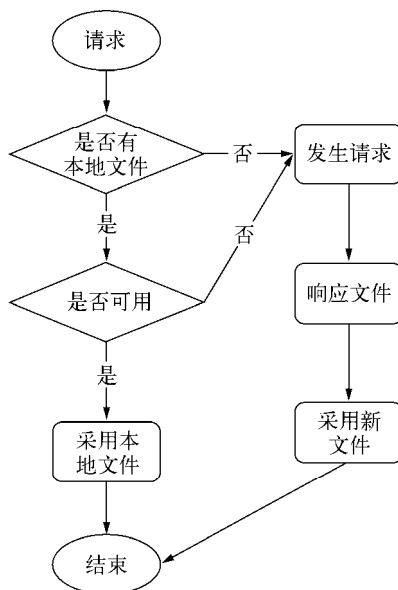 请求
是否有
本地文件
否
发生请求
是
否
是否可用
响应文件
是
采用本
地文件
采用新
文件
结束